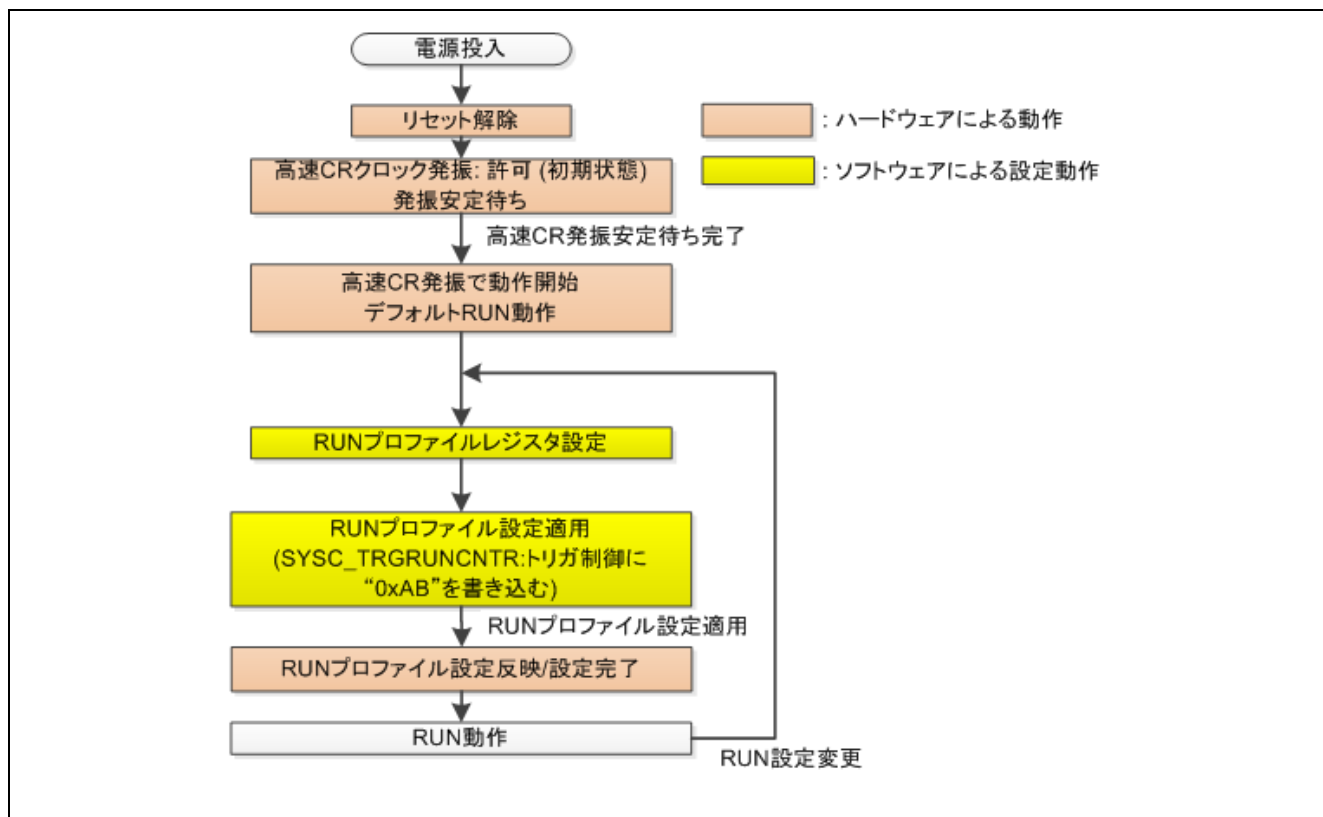 電源投入
リセット解除
: ハードウェアによる動作
高速CRクロック発振: 許可 (初期状態)
発振安定待ち
: ソフトウェアによる設定動作
高速CR発振安定待ち完了
高速CR発振で動作開始
デフォルトRUN動作
RUNプロファイルレジスタ設定
RUNプロファイル設定適用
(SYSC_TRGRUNCNTR:トリガ制御に
“0xAB”を書き込む)
RUNプロファイル設定適用
RUNプロファイル設定反映/設定完了
RUN動作
RUN設定変更